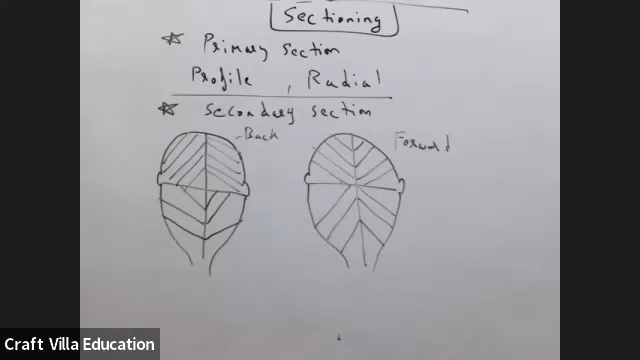 Sectioning
☆ Primary section
Profile , Radial
☆ Secondary section
Back
Forward
Craft Villa Education